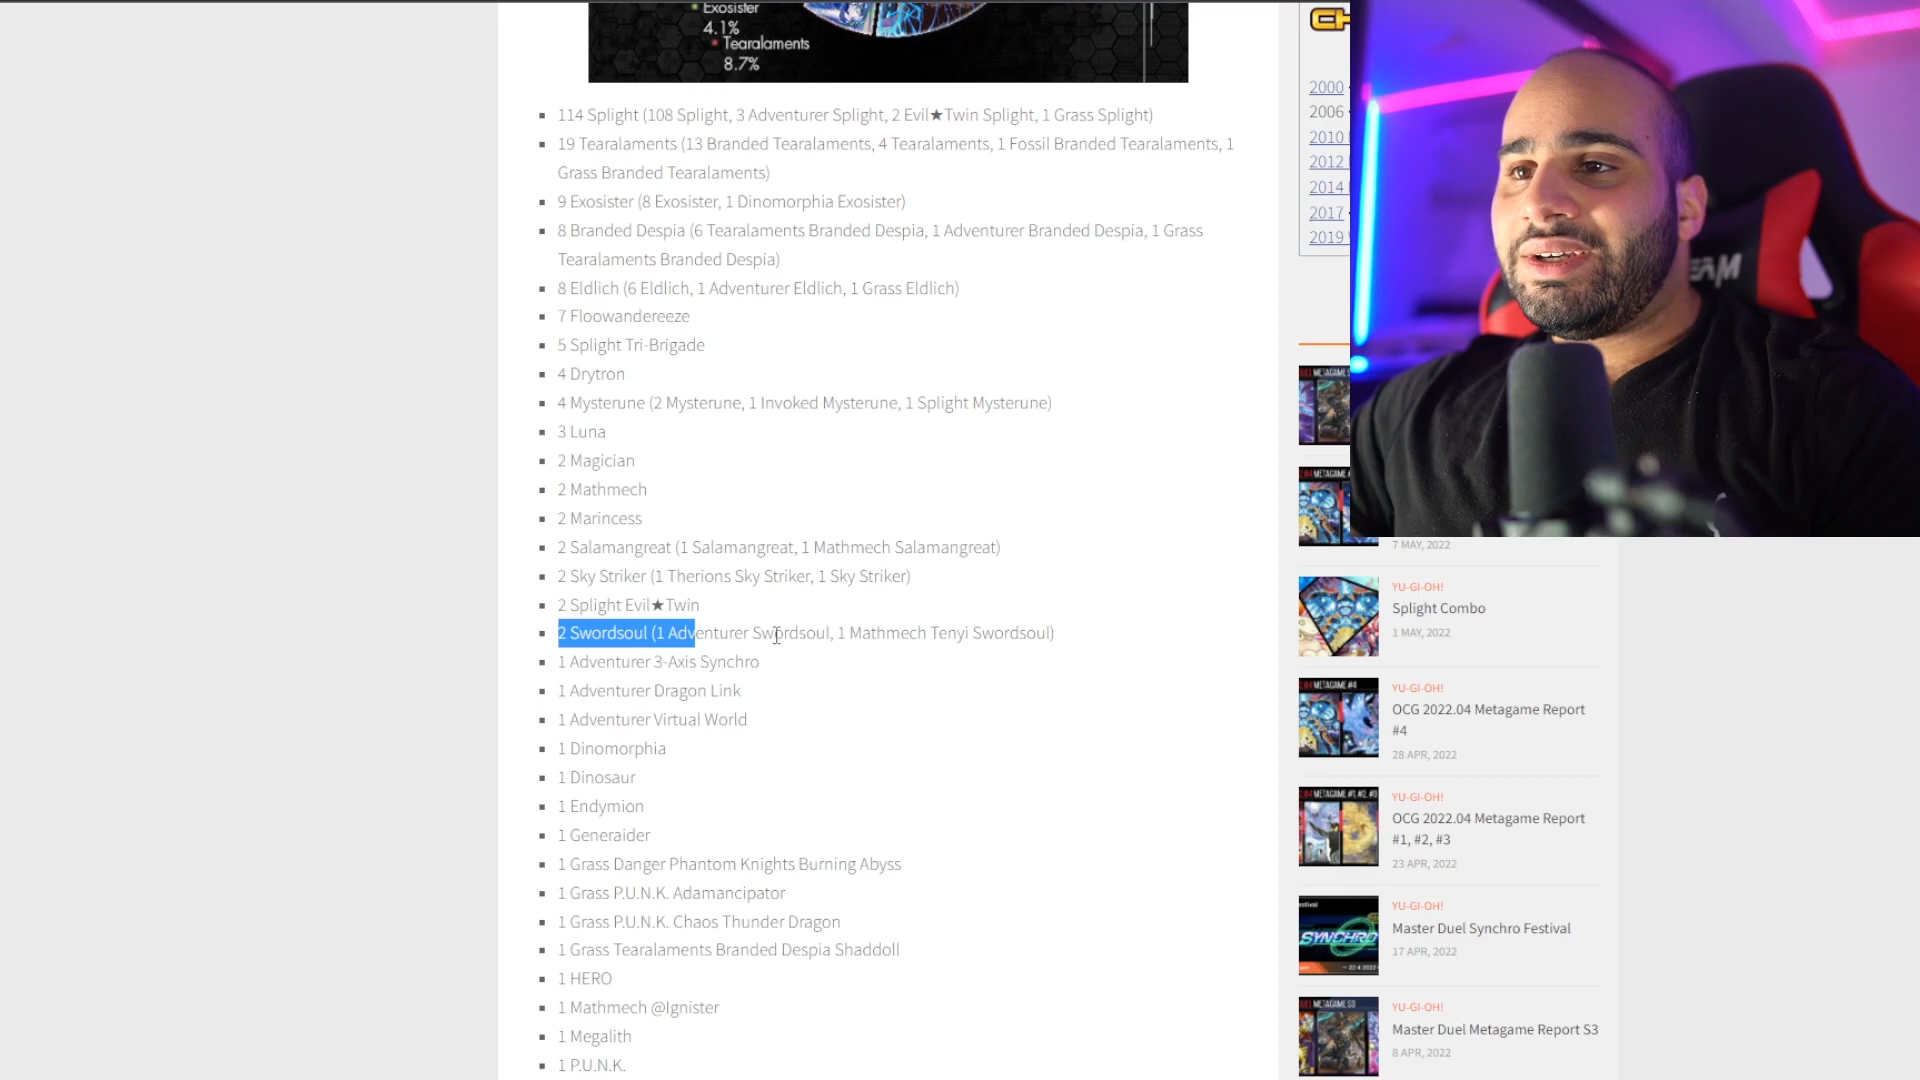 Exosister
4.1%
Tearalaments
8.7%
114 Splight (108 Splight, 3 Adventurer Splight, 2 Evil★Twin Splight, 1 Grass Splight)
19 Tearalaments (13 Branded Tearalaments, 4 Tearalaments, 1 Fossil Branded Tearalaments, 1
Grass Branded Tearalaments)
9 Exosister (8 Exosister, 1 Dinomorphia Exosister)
8 Branded Despia (6 Tearalaments Branded Despia, 1 Adventurer Branded Despia, 1 Grass
Tearalaments Branded Despia)
8 Eldlich (6 Eldlich, 1 Adventurer Eldlich, 1 Grass Eldlich)
7 Floowandereeze
5 Splight Tri-Brigade
4 Drytron
4 Mysterune (2 Mysterune, 1 Invoked Mysterune, 1 Splight Mysterune)
3 Luna
2 Magician
2 Mathmech
2 Marincess
2 Salamangreat (1 Salamangreat, 1 Mathmech Salamangreat)
2 Sky Striker (1 Therions Sky Striker, 1 Sky Striker)
2 Splight Evil★Twin
2 Swordsoul (1 Adventurer Swordsoul, 1 Mathmech Tenyi Swordsoul)
1 Adventurer 3-Axis Synchro
1 Adventurer Dragon Link
1 Adventurer Virtual World
1 Dinomorphia
1 Dinosaur
1 Endymion
1 Generaider
1 Grass Danger Phantom Knights Burning Abyss
1 Grass P.U.N.K. Adamancipator
1 Grass P.U.N.K. Chaos Thunder Dragon
1 Grass Tearalaments Branded Despia Shaddoll
1 HERO
1 Mathmech @Ignister
1 Megalith
1 P.U.N.K.
CH
2000
2006
2010
2012
2014
2017
2019
7 MAY, 2022
YU-GI-OH!
Splight Combo
1 MAY, 2022
METAGAME #4
YU-GI-OH!
OCG 2022.04 Metagame Report
#4
28 APR, 2022
METAGAME #1, #2, #3
YU-GI-OH!
OCG 2022.04 Metagame Report
#1, #2, #3
23 APR, 2022
SYNCHRO
YU-GI-OH!
Master Duel Synchro Festival
17 APR, 2022
YU-GI-OH!
Master Duel Metagame Report S3
8 APR, 2022